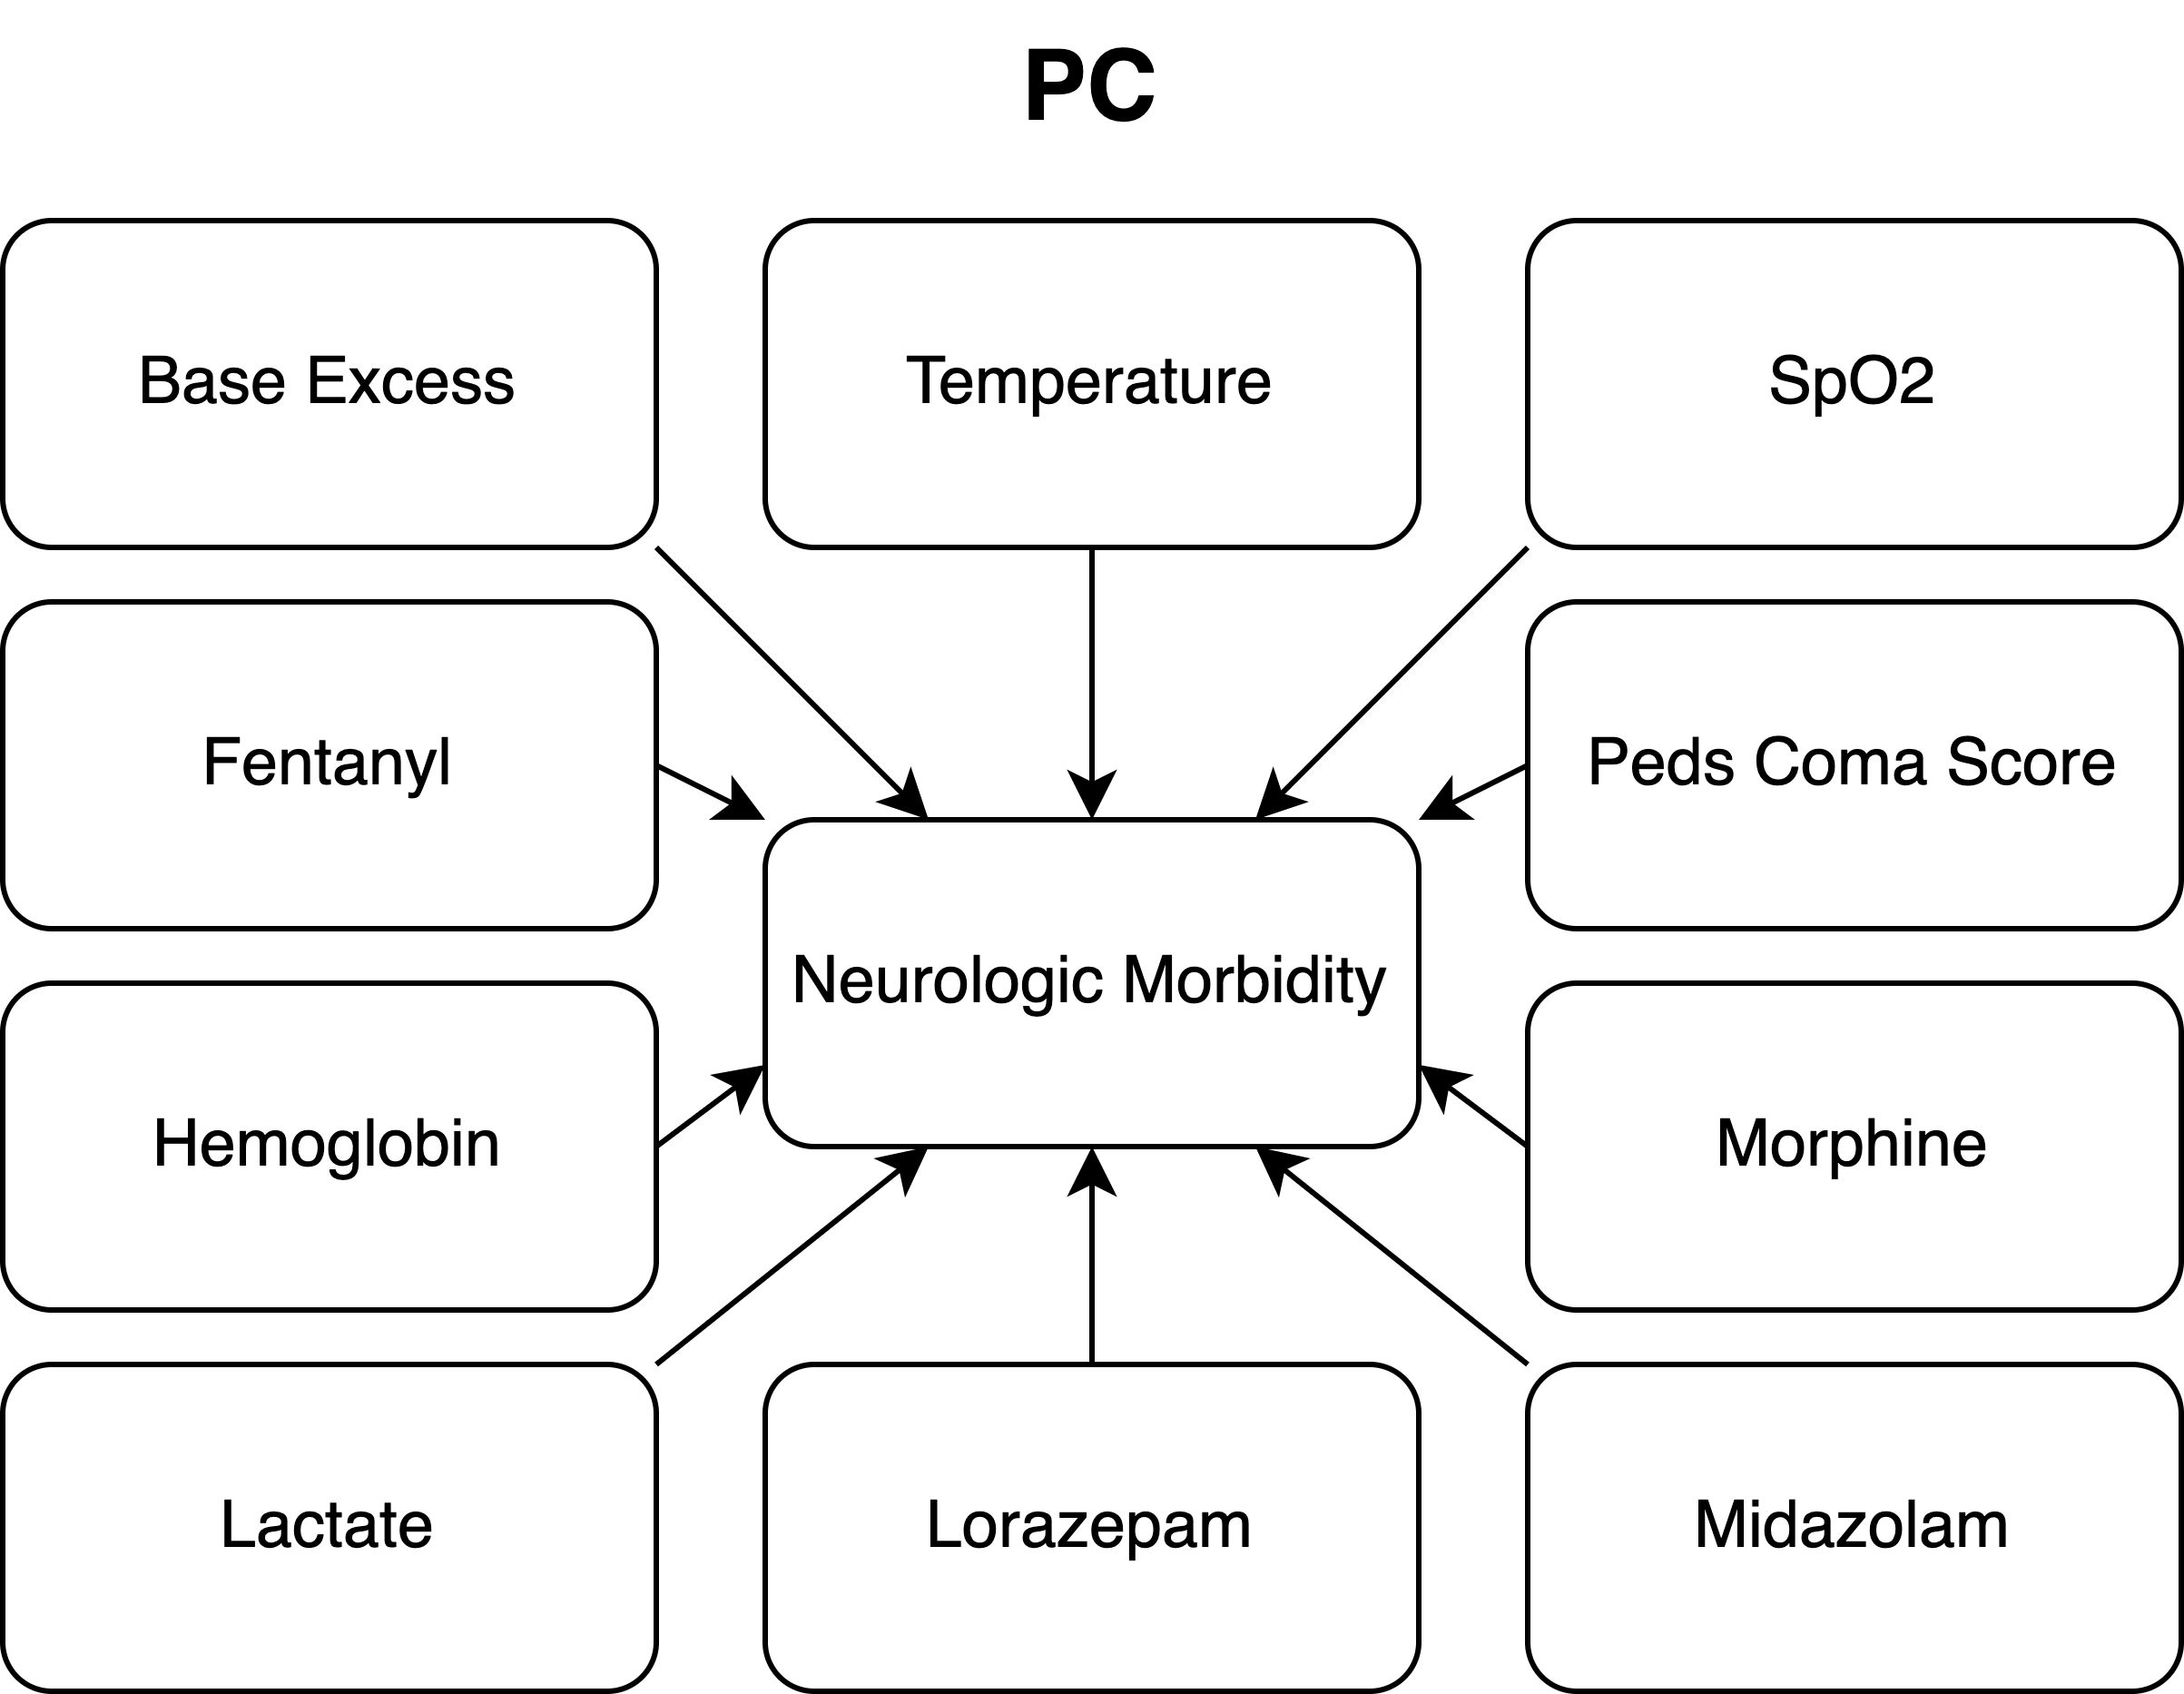 PC
Base Excess
Temperature
SpO2
Fentanyl
Peds Coma Score
Neurologic Morbidity
Hemoglobin
Morphine
Lactate
Lorazepam
Midazolam